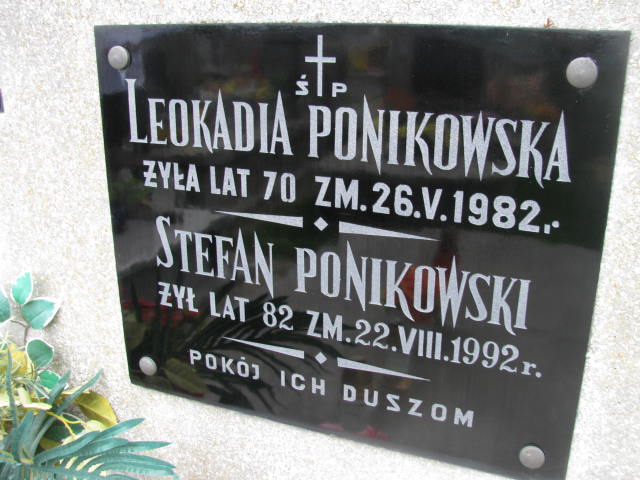 Ś P
LEOKADIA PONIKOWSKA
ŻYŁA LAT 70 ZM. 26.V.1982 r.
STEFAN PONIKOWSKI
ŻYŁ LAT 82 ZM. 22.VIII.1992 r.
POKÓJ ICH DUSZOM